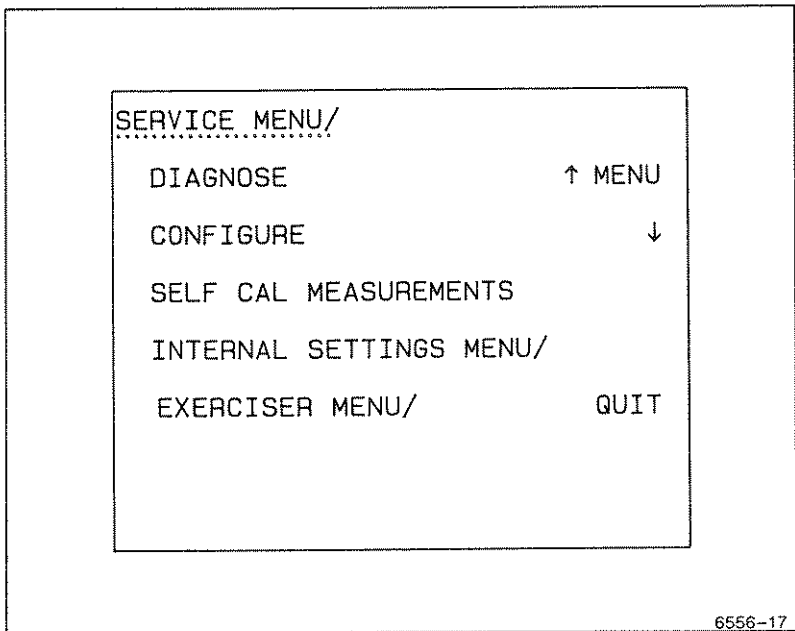 SERVICE MENU/
DIAGNOSE ↑ MENU
CONFIGURE ↓
SELF CAL MEASUREMENTS
INTERNAL SETTINGS MENU/
EXERCISER MENU/ QUIT
6556-17